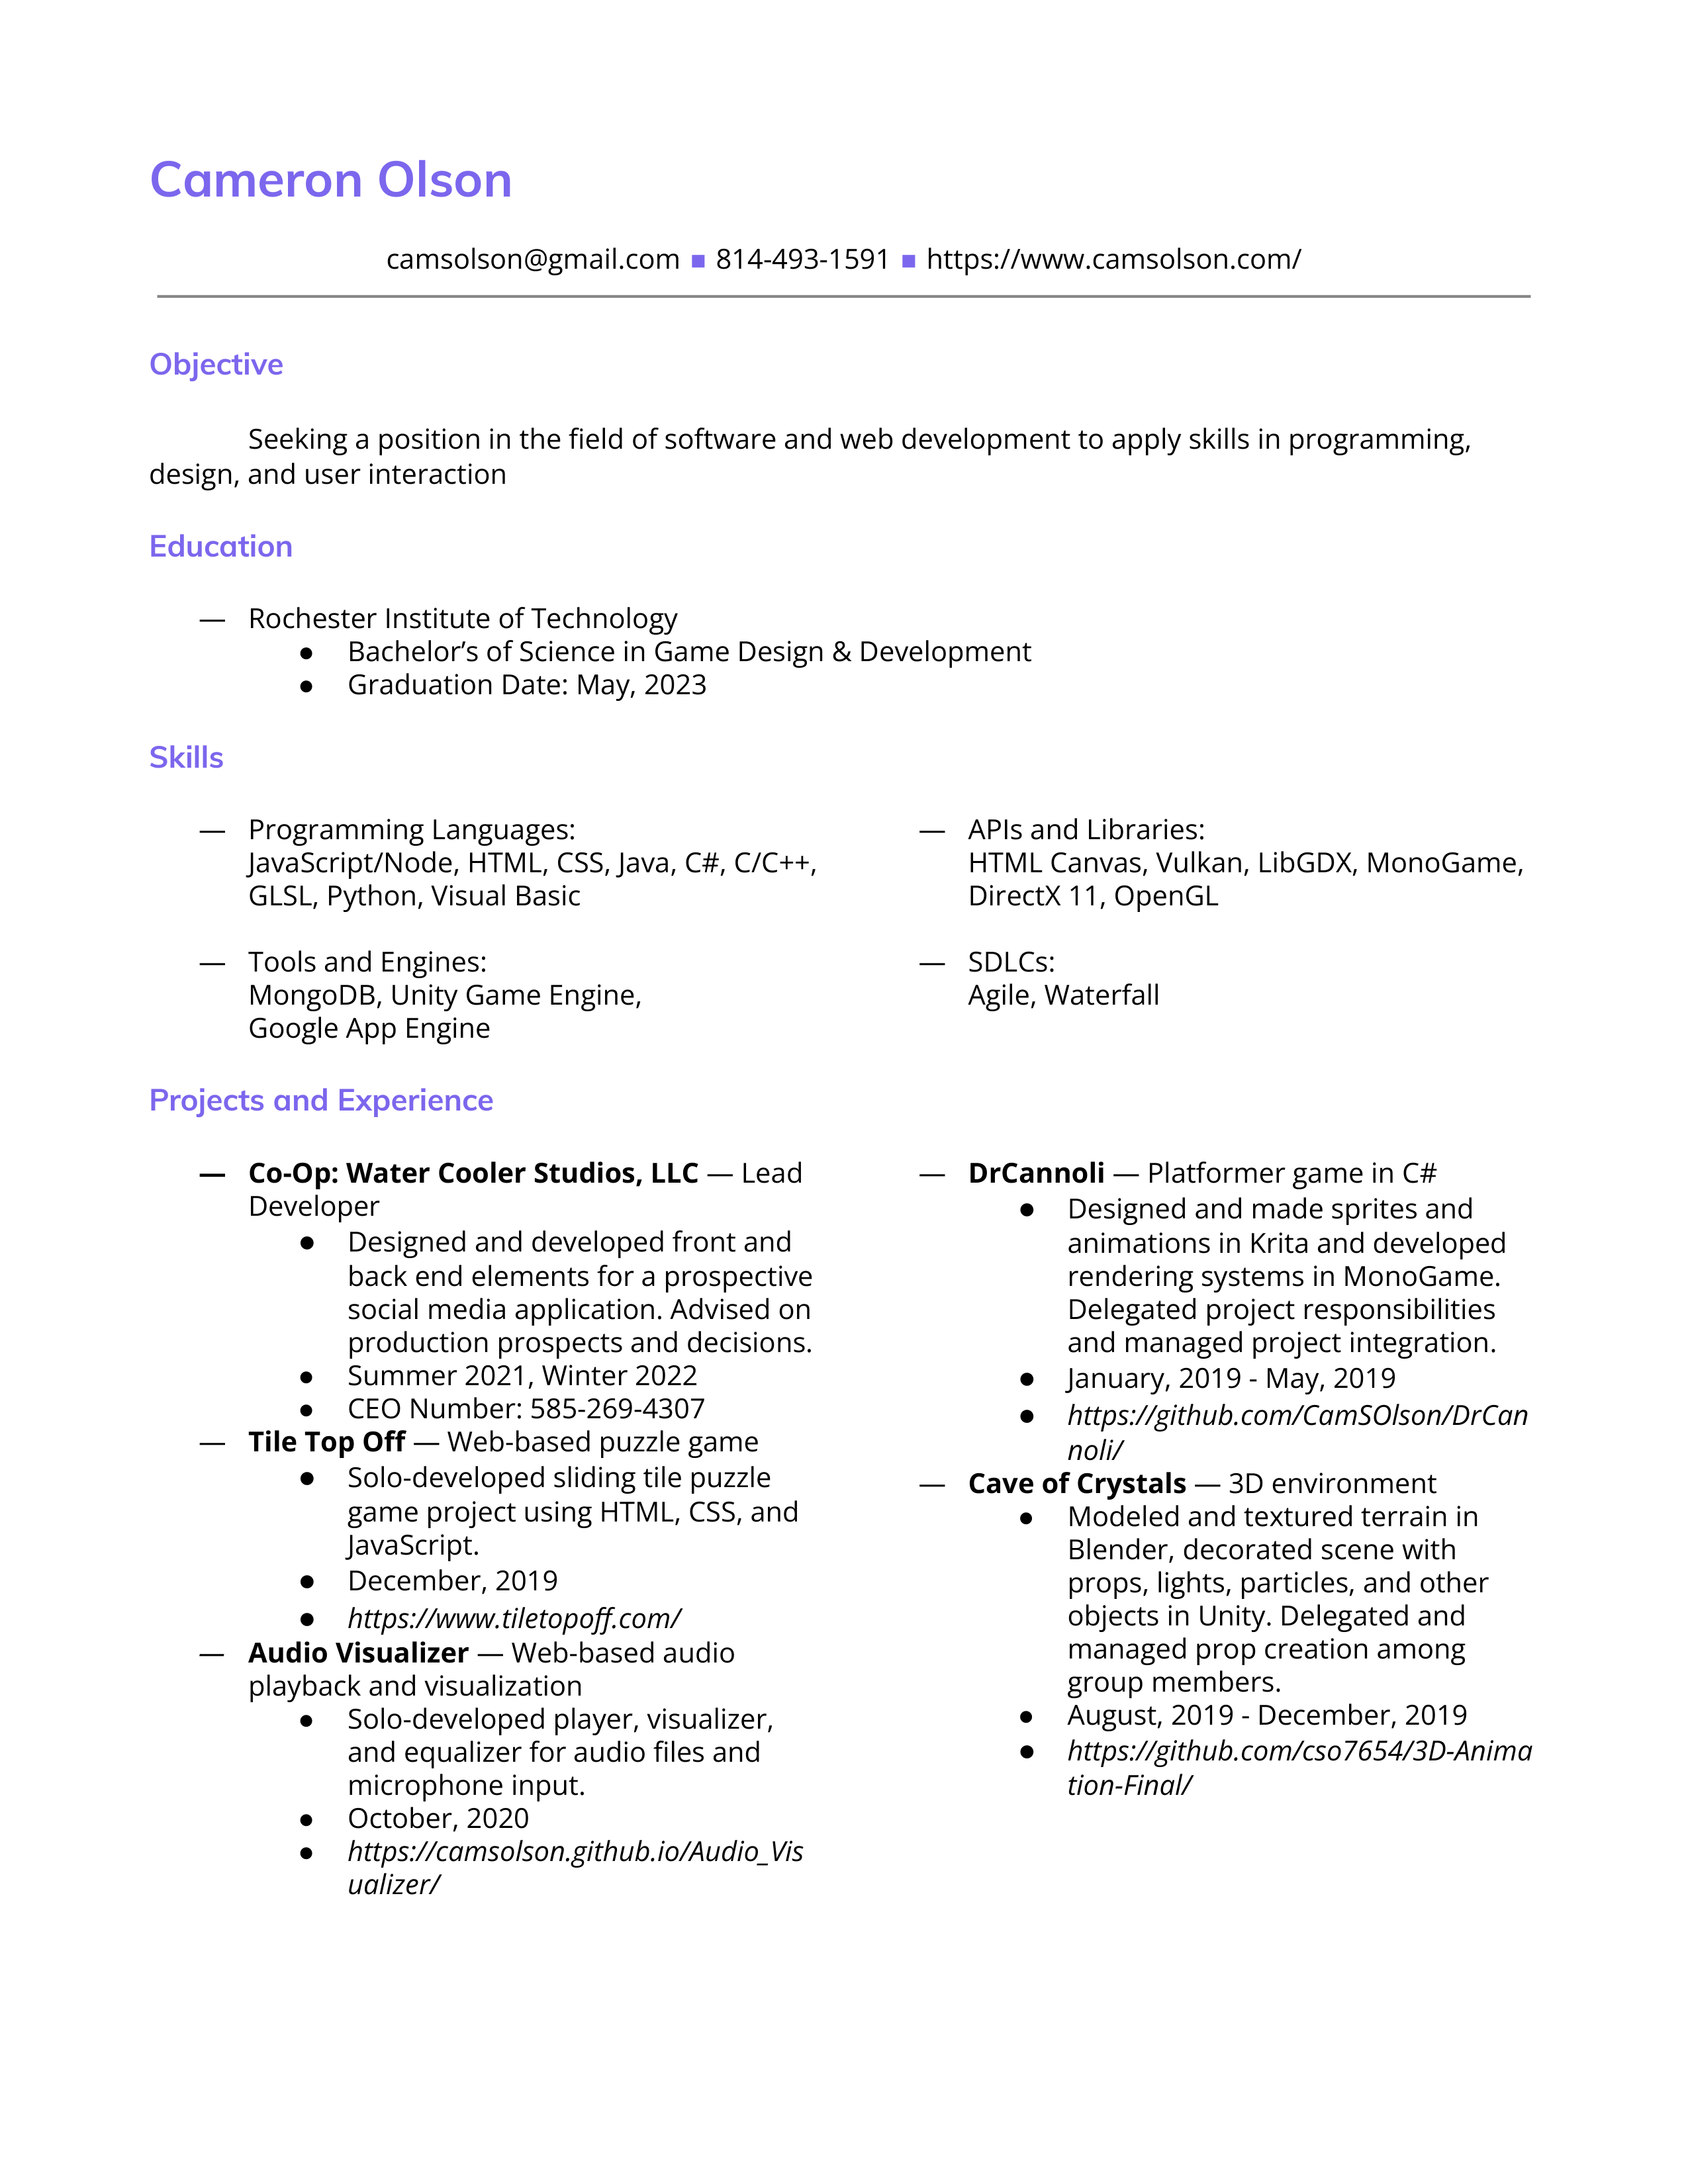 Cameron Olson
camsolson@gmail.com ■ 814-493-1591 ■ https://www.camsolson.com/
Objective
Seeking a position in the field of software and web development to apply skills in programming,
design, and user interaction
Education
— Rochester Institute of Technology
● Bachelor’s of Science in Game Design & Development
● Graduation Date: May, 2023
Skills
— Programming Languages:
JavaScript/Node, HTML, CSS, Java, C#, C/C++,
GLSL, Python, Visual Basic
— Tools and Engines:
MongoDB, Unity Game Engine,
Google App Engine
— APIs and Libraries:
HTML Canvas, Vulkan, LibGDX, MonoGame,
DirectX 11, OpenGL
— SDLCs:
Agile, Waterfall
Projects and Experience
— Co-Op: Water Cooler Studios, LLC — Lead
Developer
● Designed and developed front and
back end elements for a prospective
social media application. Advised on
production prospects and decisions.
● Summer 2021, Winter 2022
● CEO Number: 585-269-4307
— Tile Top Off — Web-based puzzle game
● Solo-developed sliding tile puzzle
game project using HTML, CSS, and
JavaScript.
● December, 2019
● https://www.tiletopoff.com/
— Audio Visualizer — Web-based audio
playback and visualization
● Solo-developed player, visualizer,
and equalizer for audio files and
microphone input.
● October, 2020
● https://camsolson.github.io/Audio_Vis
ualizer/
— DrCannoli — Platformer game in C#
● Designed and made sprites and
animations in Krita and developed
rendering systems in MonoGame.
Delegated project responsibilities
and managed project integration.
● January, 2019 - May, 2019
● https://github.com/CamSOlson/DrCan
noli/
— Cave of Crystals — 3D environment
● Modeled and textured terrain in
Blender, decorated scene with
props, lights, particles, and other
objects in Unity. Delegated and
managed prop creation among
group members.
● August, 2019 - December, 2019
● https://github.com/cso7654/3D-Anima
tion-Final/